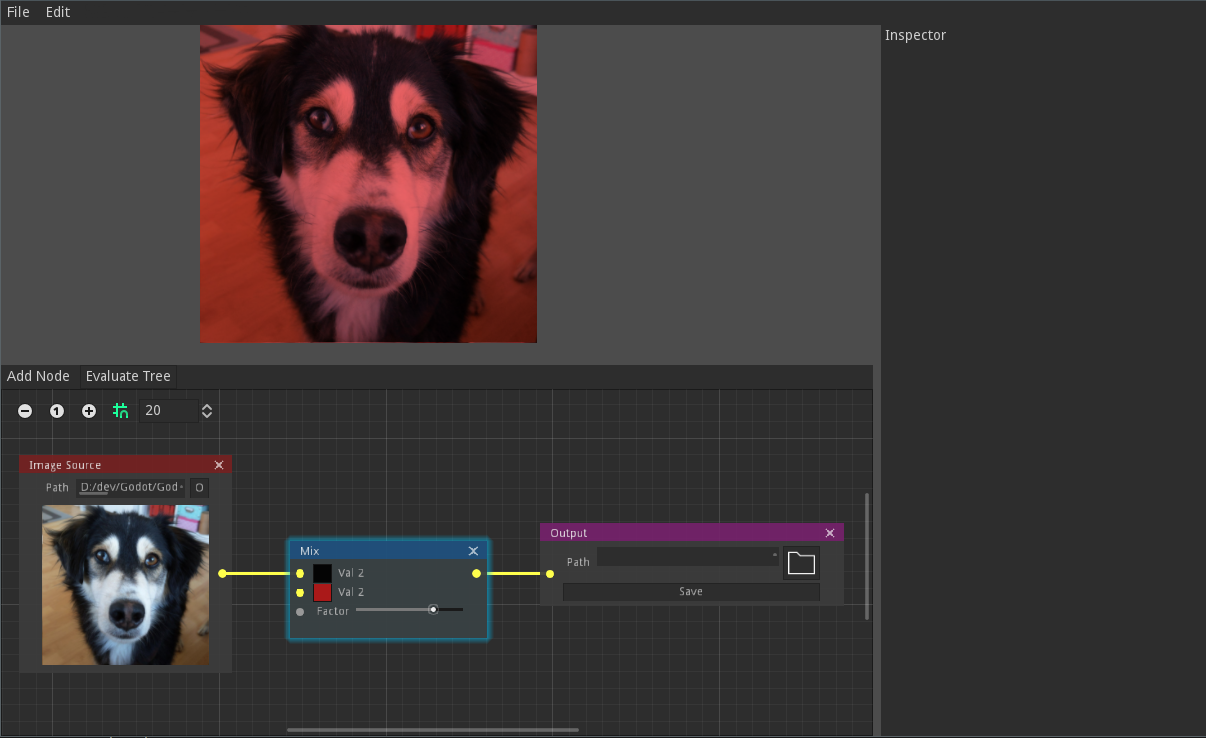 File Edit
Inspector
Add Node Evaluate Tree
1 20
Image Source
Path D:/dev/Godot/God O
Output
Path
Save
Mix
Val 2
Val 2
Factor